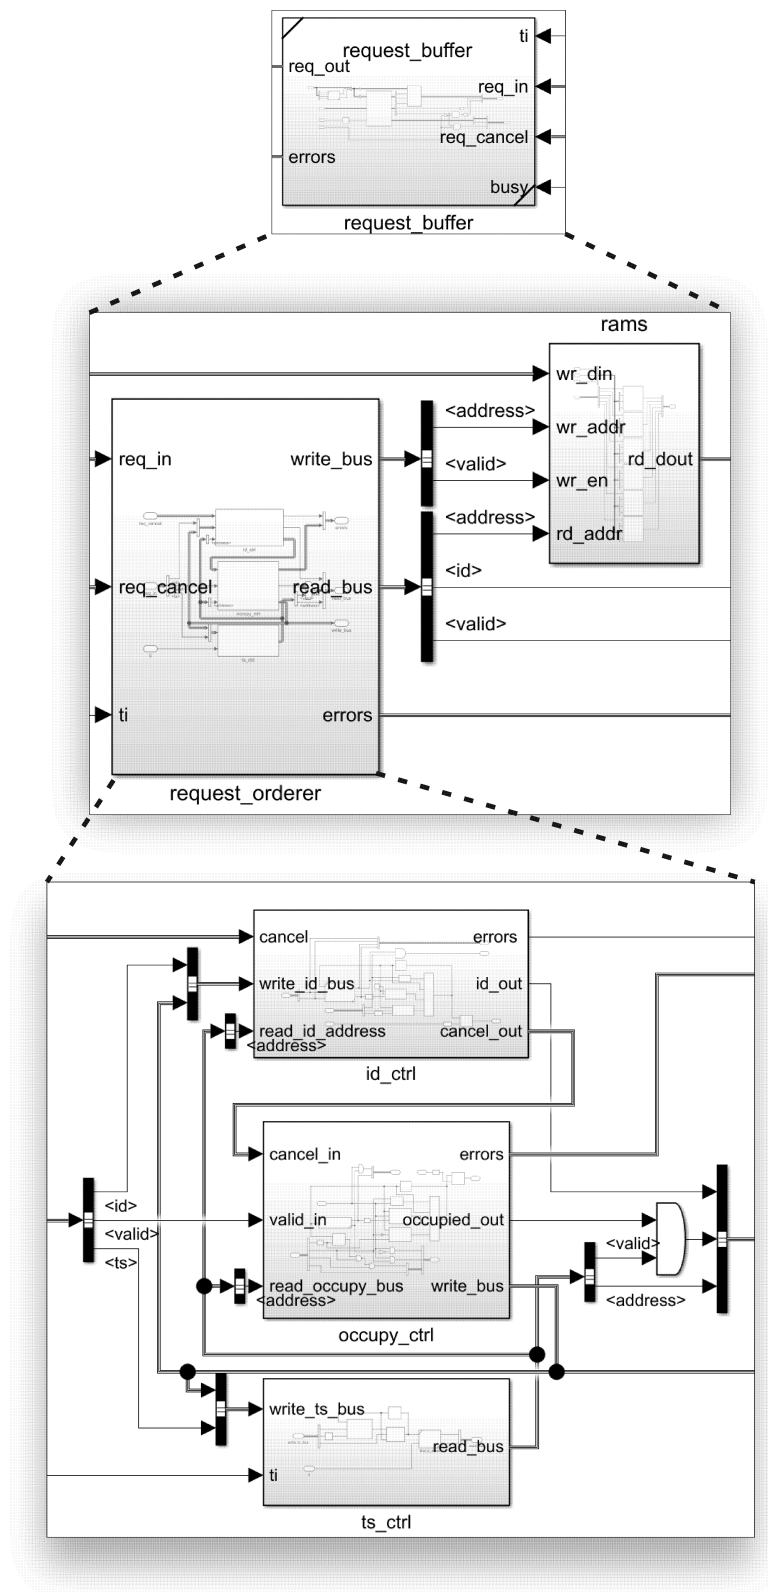 request_buffer
ti
req_out
req_in
req_cancel
errors
busy
request_buffer
rams
wr_din
<address>
wr_addr
req_in
write_bus
<valid>
rd_dout
wr_en
<address>
rd_addr
req_cancel
read_bus
<id>
<valid>
ti
errors
request_orderer
cancel
errors
write_id_bus
id_out
read_id_address
cancel_out
<address>
id_ctrl
cancel_in
errors
<id>
valid_in
occupied_out
<valid>
<valid>
<ts>
read_occupy_bus
write_bus
<address>
<address>
occupy_ctrl
write_ts_bus
read_bus
ti
ts_ctrl